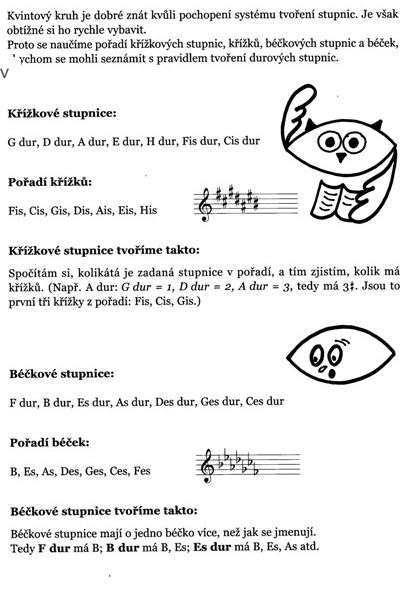 Kvintový kruh je dobré znát kvůli pochopení systému tvoření stupnic. Je však
obtížné si ho rychle vybavit.
Proto se naučíme pořadí křížkových stupnic, křížků, béčkových stupnic a béček,
ychom se mohli seznámit s pravidlem tvoření durových stupnic.
V
Křížkové stupnice:
G dur, D dur, A dur, E dur, H dur, Fis dur, Cis dur
Pořadí křížků:
Fis, Cis, Gis, Dis, Ais, Eis, His
Křížkové stupnice tvoříme takto:
Spočítám si, kolikátá je zadaná stupnice v pořadí, a tím zjistím, kolik má
křížků. (Např. A dur: G dur = 1, D dur = 2, A dur = 3, tedy má 3♯. Jsou to
první tři křížky z pořadí: Fis, Cis, Gis.)
Béčkové stupnice:
F dur, B dur, Es dur, As dur, Des dur, Ges dur, Ces dur
Pořadí béček:
B, Es, As, Des, Ges, Ces, Fes
Béčkové stupnice tvoříme takto:
Béčkové stupnice mají o jedno béčko více, než jak se jmenují.
Tedy F dur má B; B dur má B, Es; Es dur má B, Es, As atd.